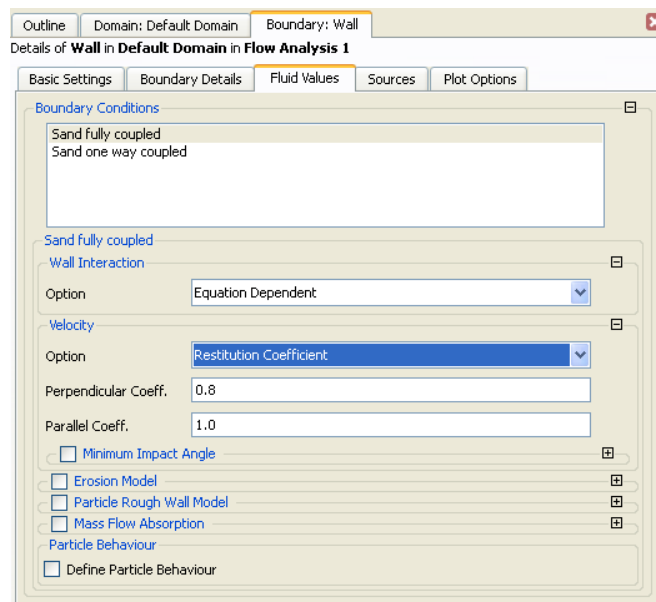 Outline Domain: Default Domain Boundary: Wall
Details of Wall in Default Domain in Flow Analysis 1
Basic Settings Boundary Details Fluid Values Sources Plot Options
Boundary Conditions
Sand fully coupled
Sand one way coupled
Sand fully coupled
Wall Interaction
Option Equation Dependent
Velocity
Option Restitution Coefficient
Perpendicular Coeff. 0.8
Parallel Coeff. 1.0
Minimum Impact Angle
Erosion Model
Particle Rough Wall Model
Mass Flow Absorption
Particle Behaviour
Define Particle Behaviour